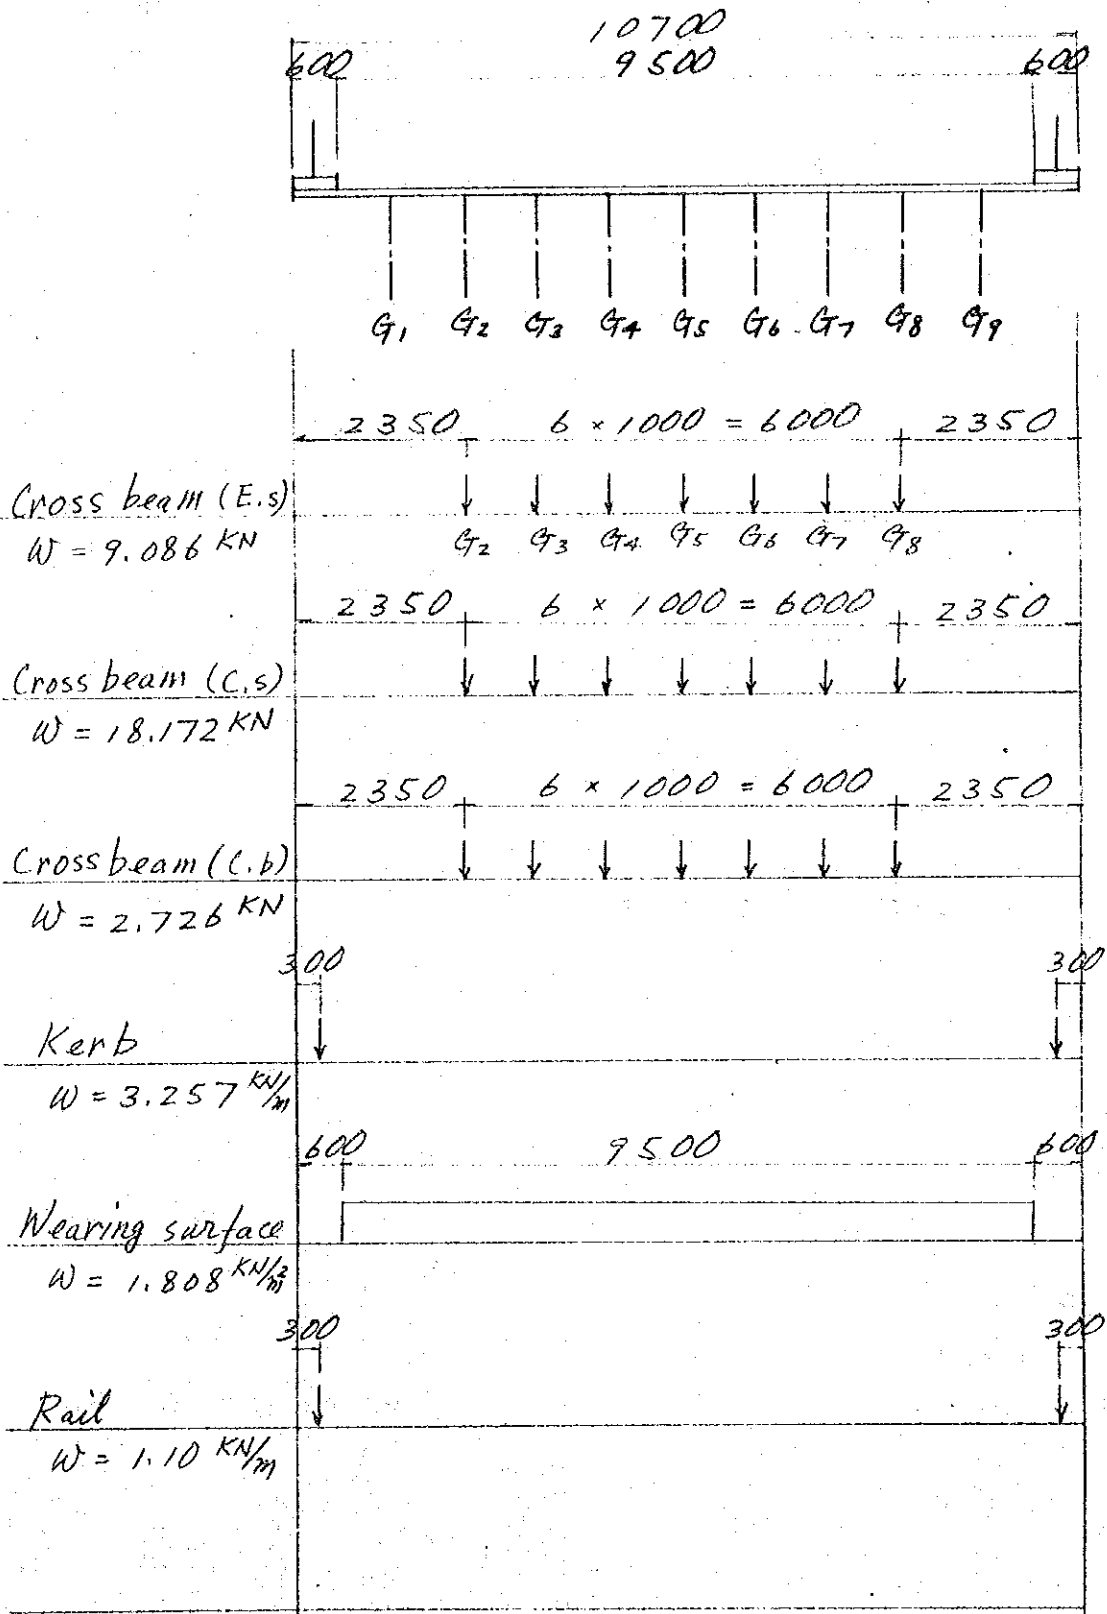 10700
600 9500 600
G1 G2 G3 G4 G5 G6 G7 G8 G9
2350 6 × 1000 = 6000 2350
Cross beam (E.s)
W = 9.086 KN
G2 G3 G4 G5 G6 G7 G8
2350 6 × 1000 = 6000 2350
Cross beam (C.s)
W = 18.172 KN
2350 6 × 1000 = 6000 2350
Cross beam (C.b)
W = 2.726 KN
300 300
Kerb
W = 3.257 KN/m
600 9500 600
Wearing surface
W = 1.808 KN/m2
300 300
Rail
W = 1.10 KN/m